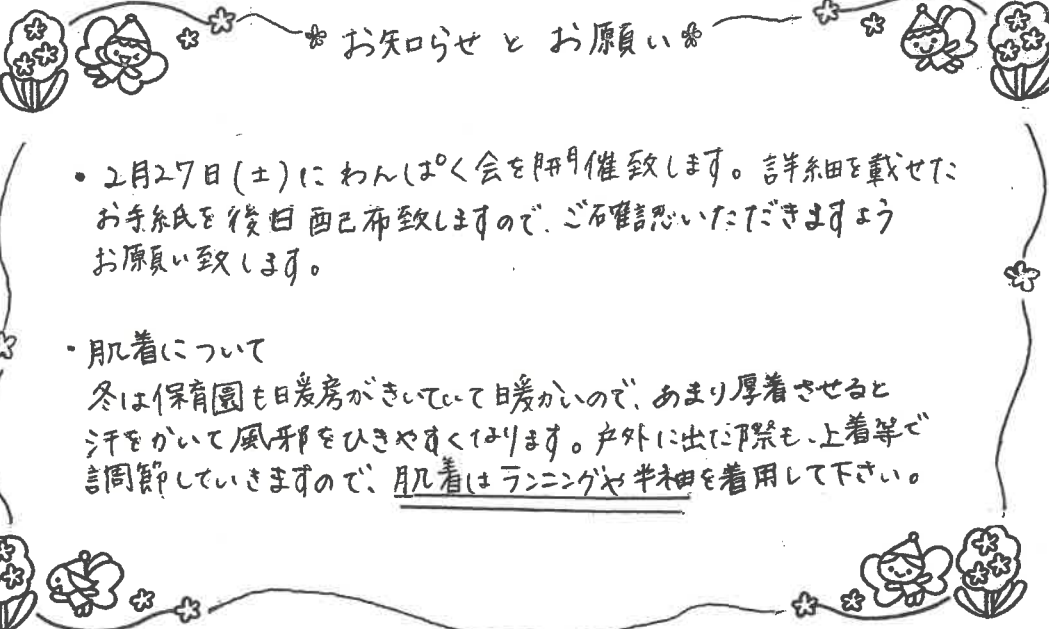 お知らせ と お願い
・2月27日(土)に わんぱく会を開催致します。詳細を載せた
お手紙を後日配布致しますので、ご確認いただきますよう
お願い致します。
・肌着について
冬は保育園も暖房がきいていて暖かいので、あまり厚着させると
汗をかいて風邪をひきやすくなります。戸外に出た際も、上着等で
調節していきますので、肌着はランニングや半袖を着用して下さい。